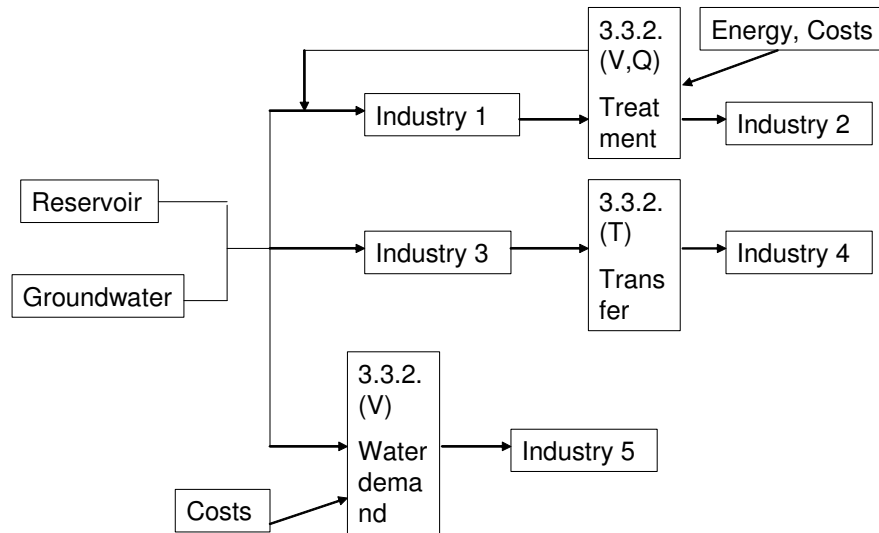 3.3.2.
(V,Q)
Treat
ment
Energy, Costs
Industry 1
Industry 2
Reservoir
Groundwater
3.3.2.
(T)
Trans
fer
Industry 3
Industry 4
3.3.2.
(V)
Water
dema
nd
Industry 5
Costs